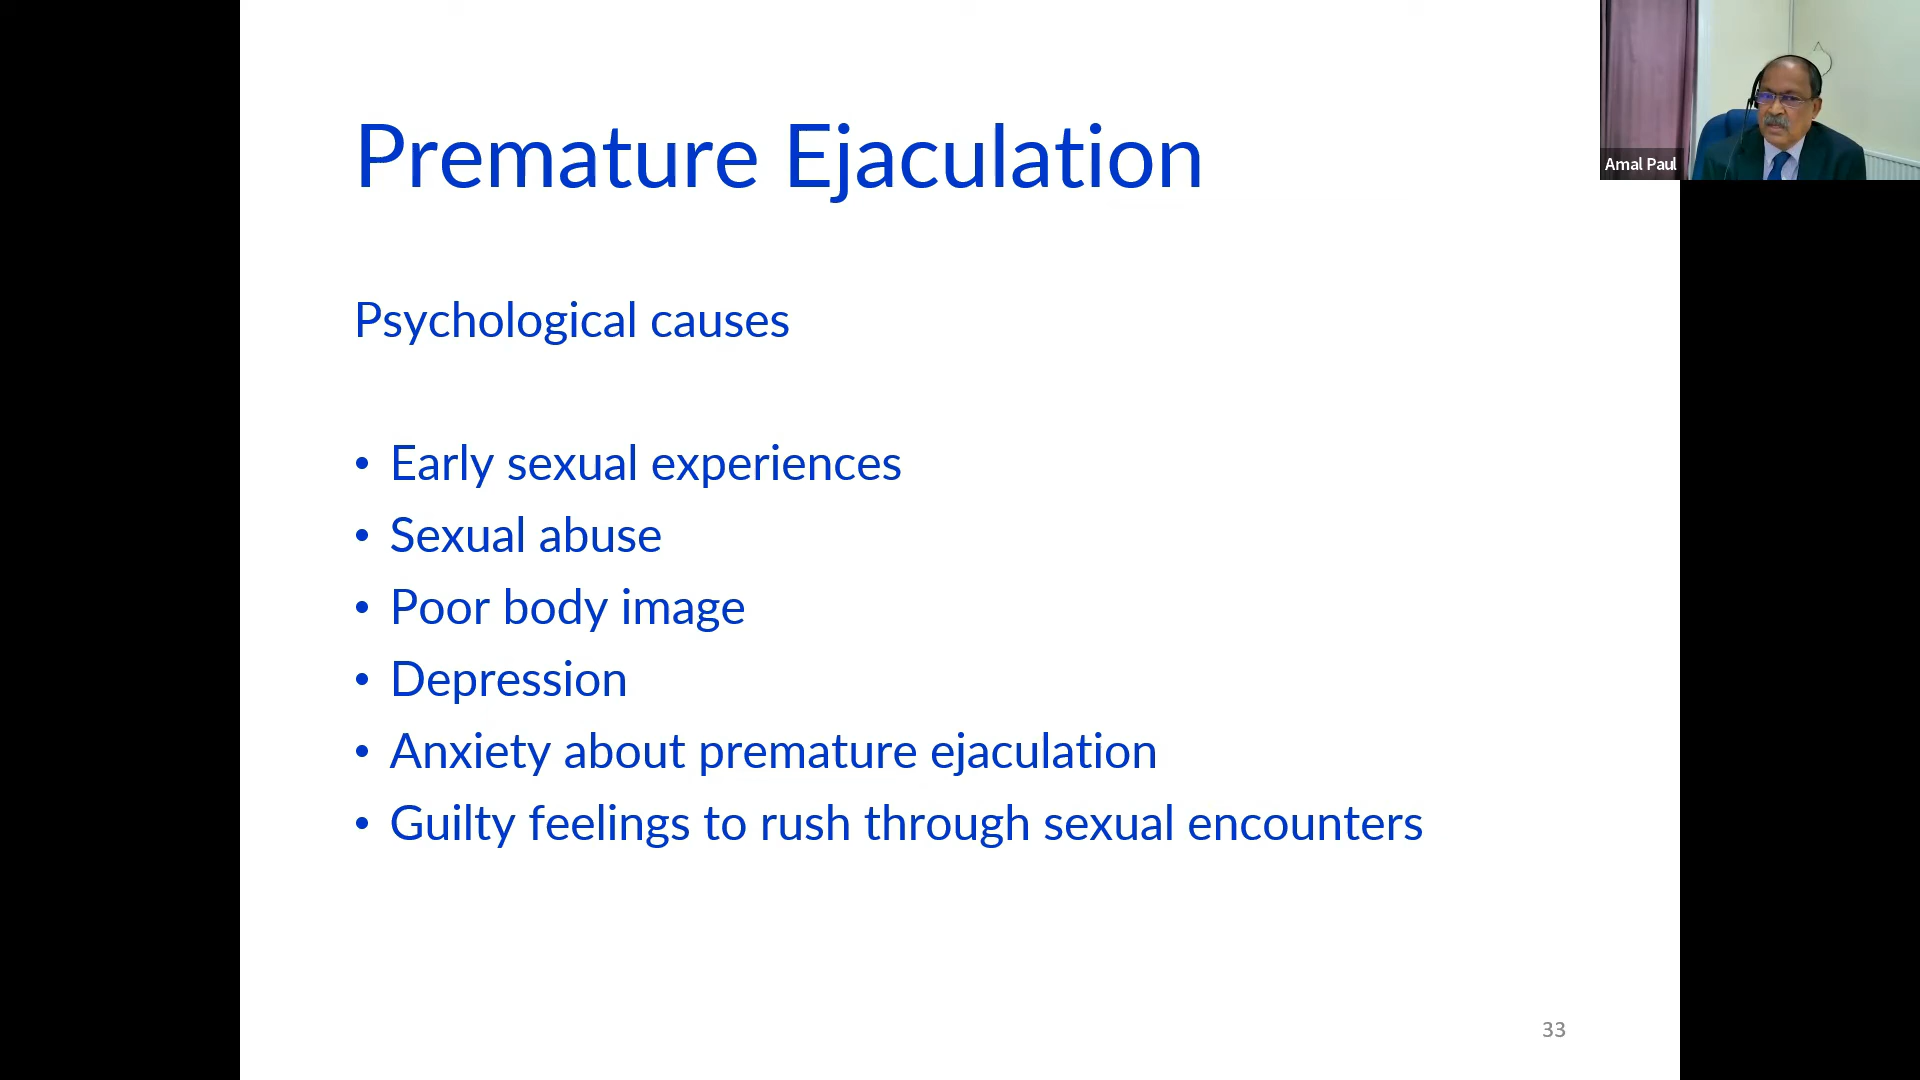 Premature Ejaculation
Psychological causes
• Early sexual experiences
• Sexual abuse
• Poor body image
• Depression
• Anxiety about premature ejaculation
• Guilty feelings to rush through sexual encounters
33
Amal Paul